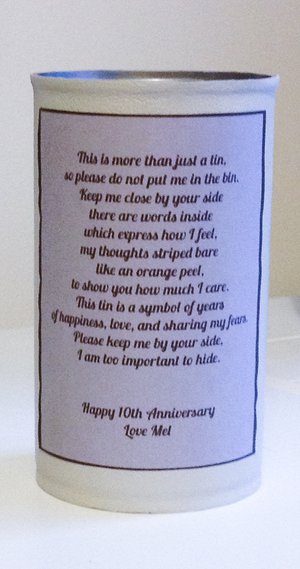 This is more than just a tin,
so please do not put me in the bin.
Keep me close by your side
there are words inside
which express how I feel,
my thoughts striped bare
like an orange peel,
to show you how much I care.
This tin is a symbol of years
of happiness, love, and sharing my fears.
Please keep me by your side,
I am too important to hide.
Happy 10th Anniversary
Love Mel